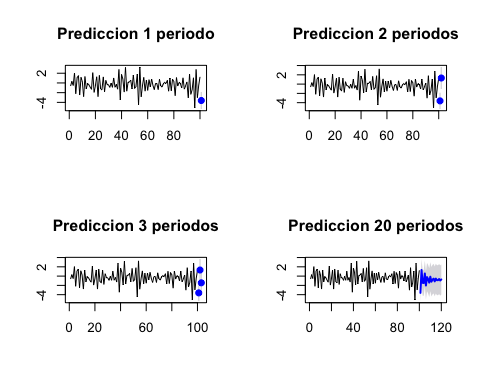 Prediccion 1 periodo
2
-4
0 20 40 60 80
Prediccion 2 periodos
2
-4
0 20 40 60 80
Prediccion 3 periodos
2
-4
0 20 60 100
Prediccion 20 periodos
2
-4
0 20 40 60 80 120